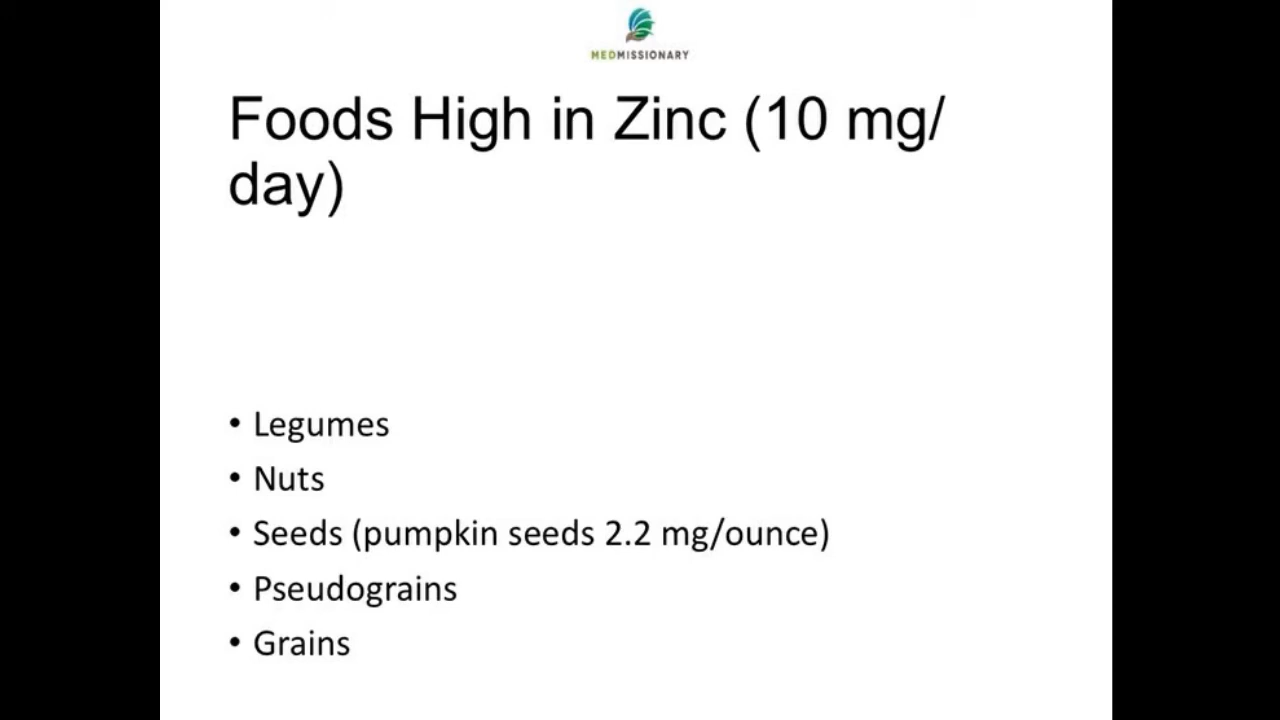 MEDMISSIONARY
Foods High in Zinc (10 mg/
day)
• Legumes
• Nuts
• Seeds (pumpkin seeds 2.2 mg/ounce)
• Pseudograins
• Grains